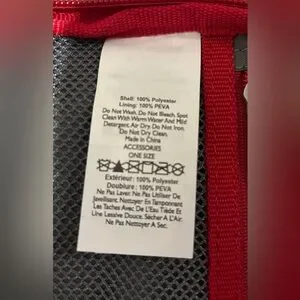 Shell: 100% Polyester
Lining: 100% PEVA
Do Not Wash. Do Not Bleach. Spot
Clean With Warm Water And Mild
Detergent. Air Dry. Do Not Iron.
Do Not Dry Clean.
Made in China
ACCESSORIES
ONE SIZE
Extérieur: 100% Polyester
Doublure: 100% PEVA
Ne Pas Laver. Ne Pas Utiliser De
Javellisant. Nettoyer En Tamponnant
Les Taches Avec De L'Eau Tiède Et
Une Lessive Douce. Sécher A L'Air.
Ne Pas Nettoyer A Sec.